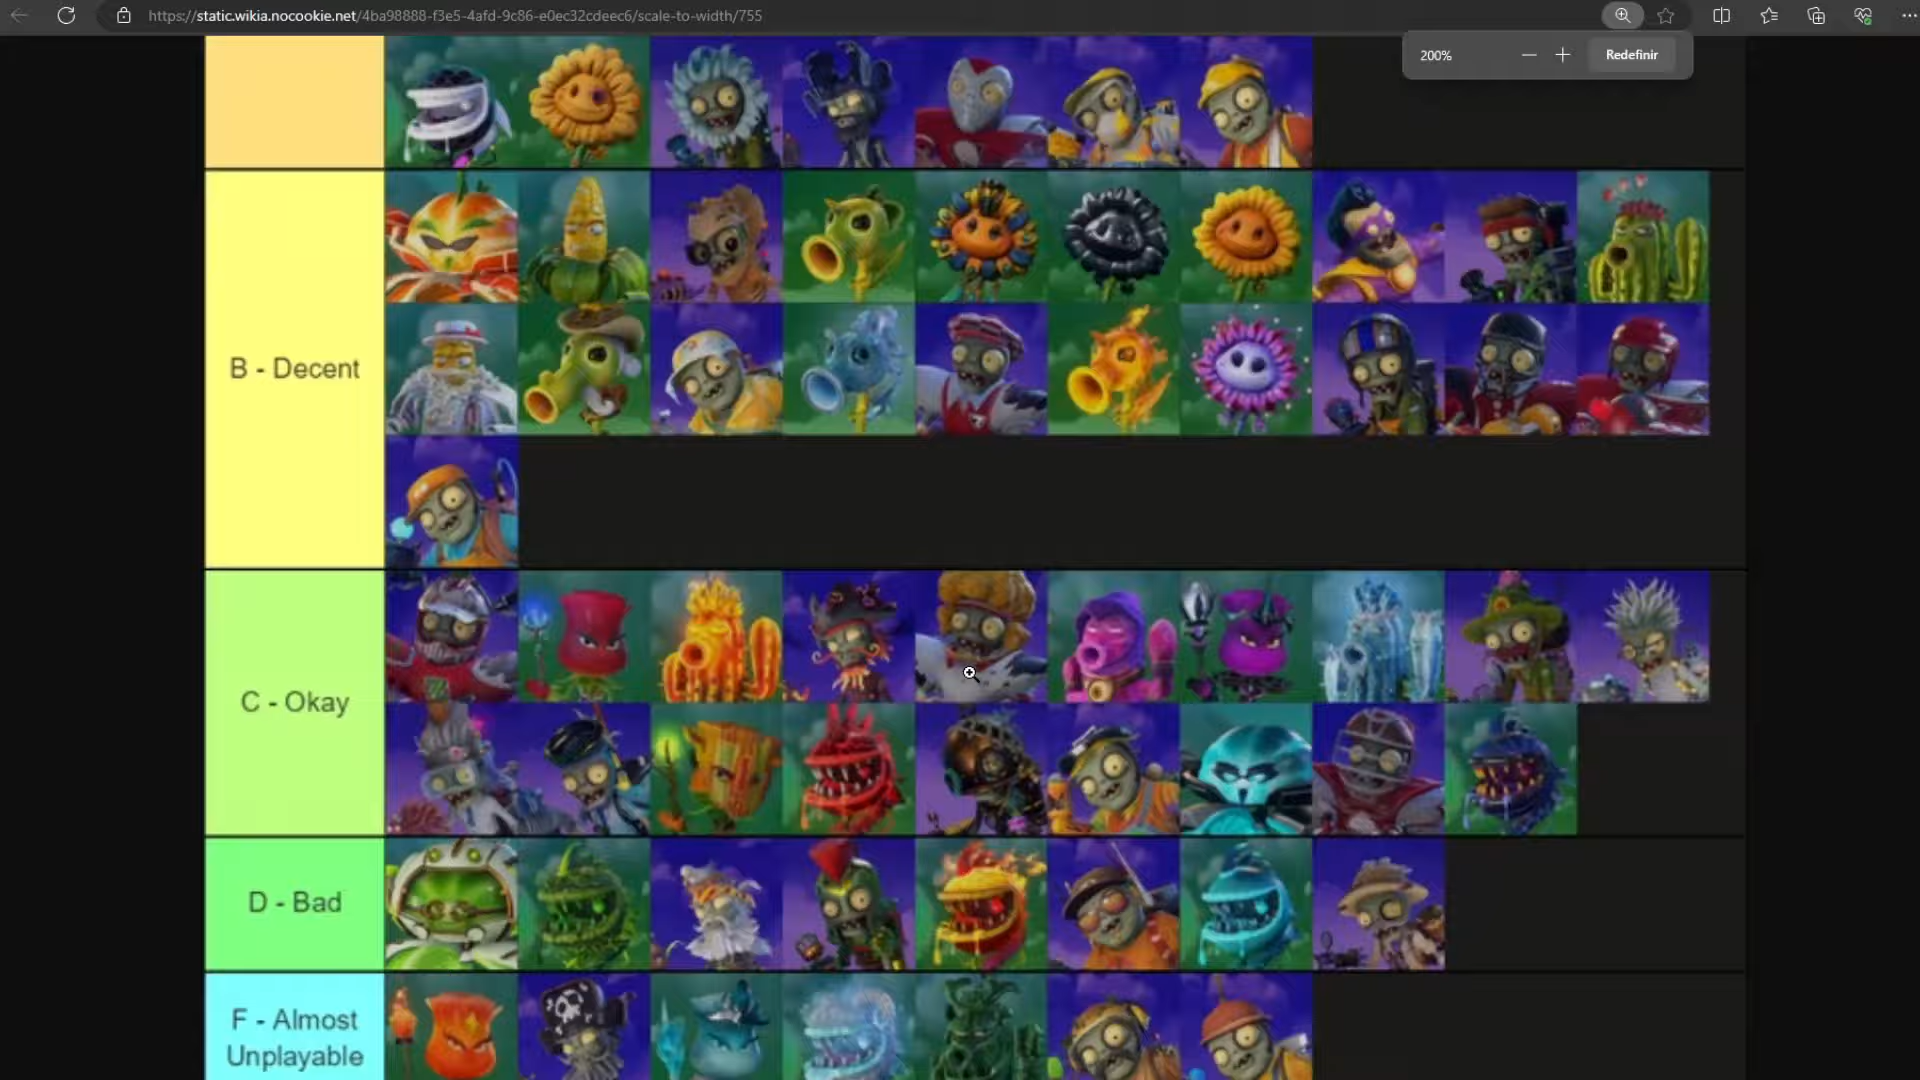 https://static.wikia.nocookie.net/4ba98888-f3e5-4afd-9c86-e0ec32cdeec6/scale-to-width/755
200%
Redefinir
B - Decent
C - Okay
D - Bad
F - Almost
Unplayable